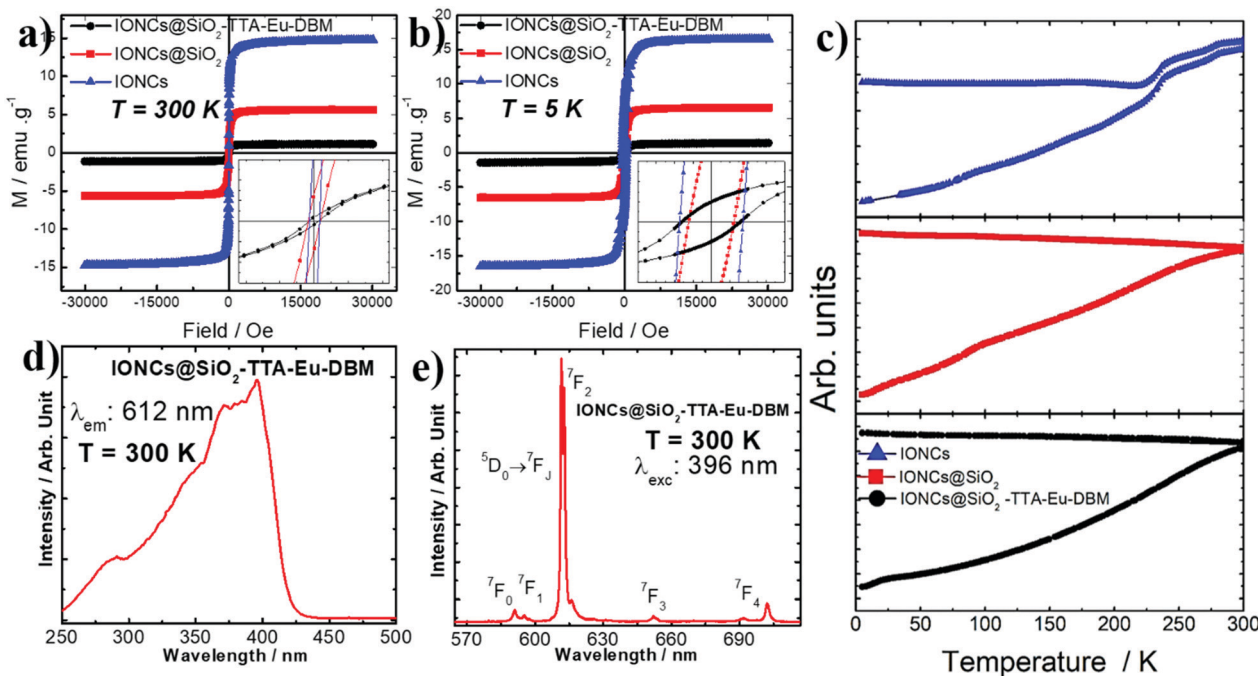 a)
IONCs@SiO₂-TTA-Eu-DBM
IONCs@SiO₂
IONCs
T = 300 K
M / emu .g⁻¹
15
10
5
0
-5
-10
-15
-30000 -15000 0 15000 30000
Field / Oe
b)
IONCs@SiO₂-TTA-Eu-DBM
IONCs@SiO₂
IONCs
T = 5 K
M / emu .g⁻¹
20
15
10
5
0
-5
-10
-15
-20
-30000 -15000 0 15000 30000
Field / Oe
c)
Arb. units
IONCs
IONCs@SiO₂
IONCs@SiO₂ -TTA-Eu-DBM
0 50 100 150 200 250 300
Temperature / K
d)
IONCs@SiO₂-TTA-Eu-DBM
λem: 612 nm
T = 300 K
Intensity / Arb. Unit
250 300 350 400 450 500
Wavelength / nm
e)
⁷F₂
IONCs@SiO₂-TTA-Eu-DBM
T = 300 K
⁵D₀→⁷FJ
λexc: 396 nm
⁷F₀ ⁷F₁
⁷F₃
⁷F₄
Intensity / Arb. Unit
570 600 630 660 690
Wavelength / nm